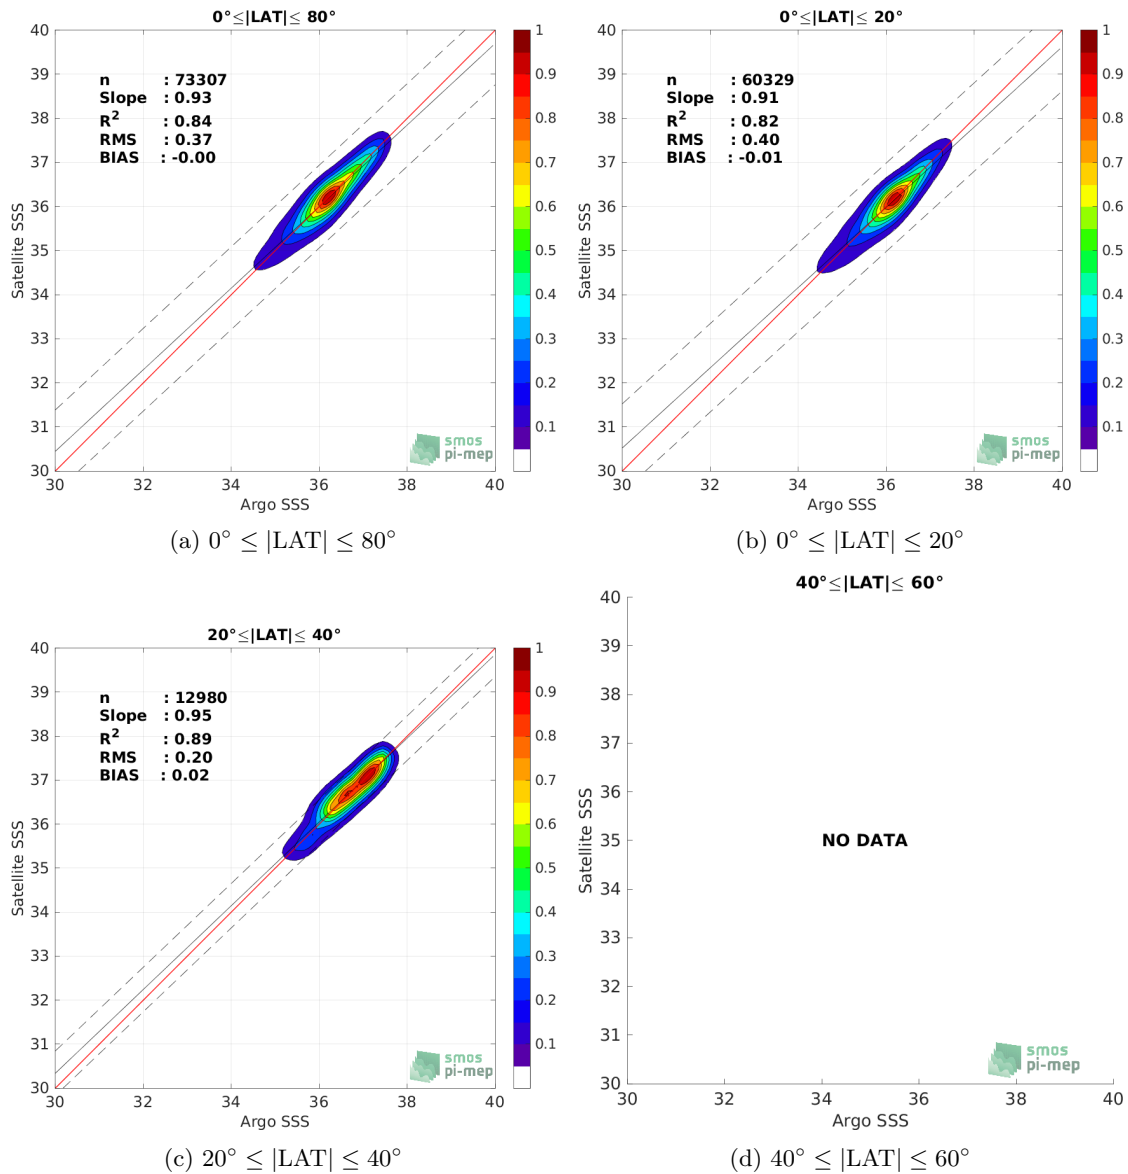 0°≤|LAT|≤ 80°
40
39
38
37
36
35
34
33
32
31
30
Satellite SSS
n : 73307
Slope : 0.93
R² : 0.84
RMS : 0.37
BIAS : -0.00
30 32 34 36 38 40
Argo SSS
1
0.9
0.8
0.7
0.6
0.5
0.4
0.3
0.2
0.1
smos
pi-mep
(a) 0° ≤ |LAT| ≤ 80°
0°≤|LAT|≤ 20°
40
39
38
37
36
35
34
33
32
31
30
Satellite SSS
n : 60329
Slope : 0.91
R² : 0.82
RMS : 0.40
BIAS : -0.01
30 32 34 36 38 40
Argo SSS
1
0.9
0.8
0.7
0.6
0.5
0.4
0.3
0.2
0.1
smos
pi-mep
(b) 0° ≤ |LAT| ≤ 20°
20°≤|LAT|≤ 40°
40
39
38
37
36
35
34
33
32
31
30
Satellite SSS
n : 12980
Slope : 0.95
R² : 0.89
RMS : 0.20
BIAS : 0.02
30 32 34 36 38 40
Argo SSS
1
0.9
0.8
0.7
0.6
0.5
0.4
0.3
0.2
0.1
smos
pi-mep
(c) 20° ≤ |LAT| ≤ 40°
40°≤|LAT|≤ 60°
40
39
38
37
36
35
34
33
32
31
30
Satellite SSS
NO DATA
30 32 34 36 38 40
Argo SSS
smos
pi-mep
(d) 40° ≤ |LAT| ≤ 60°